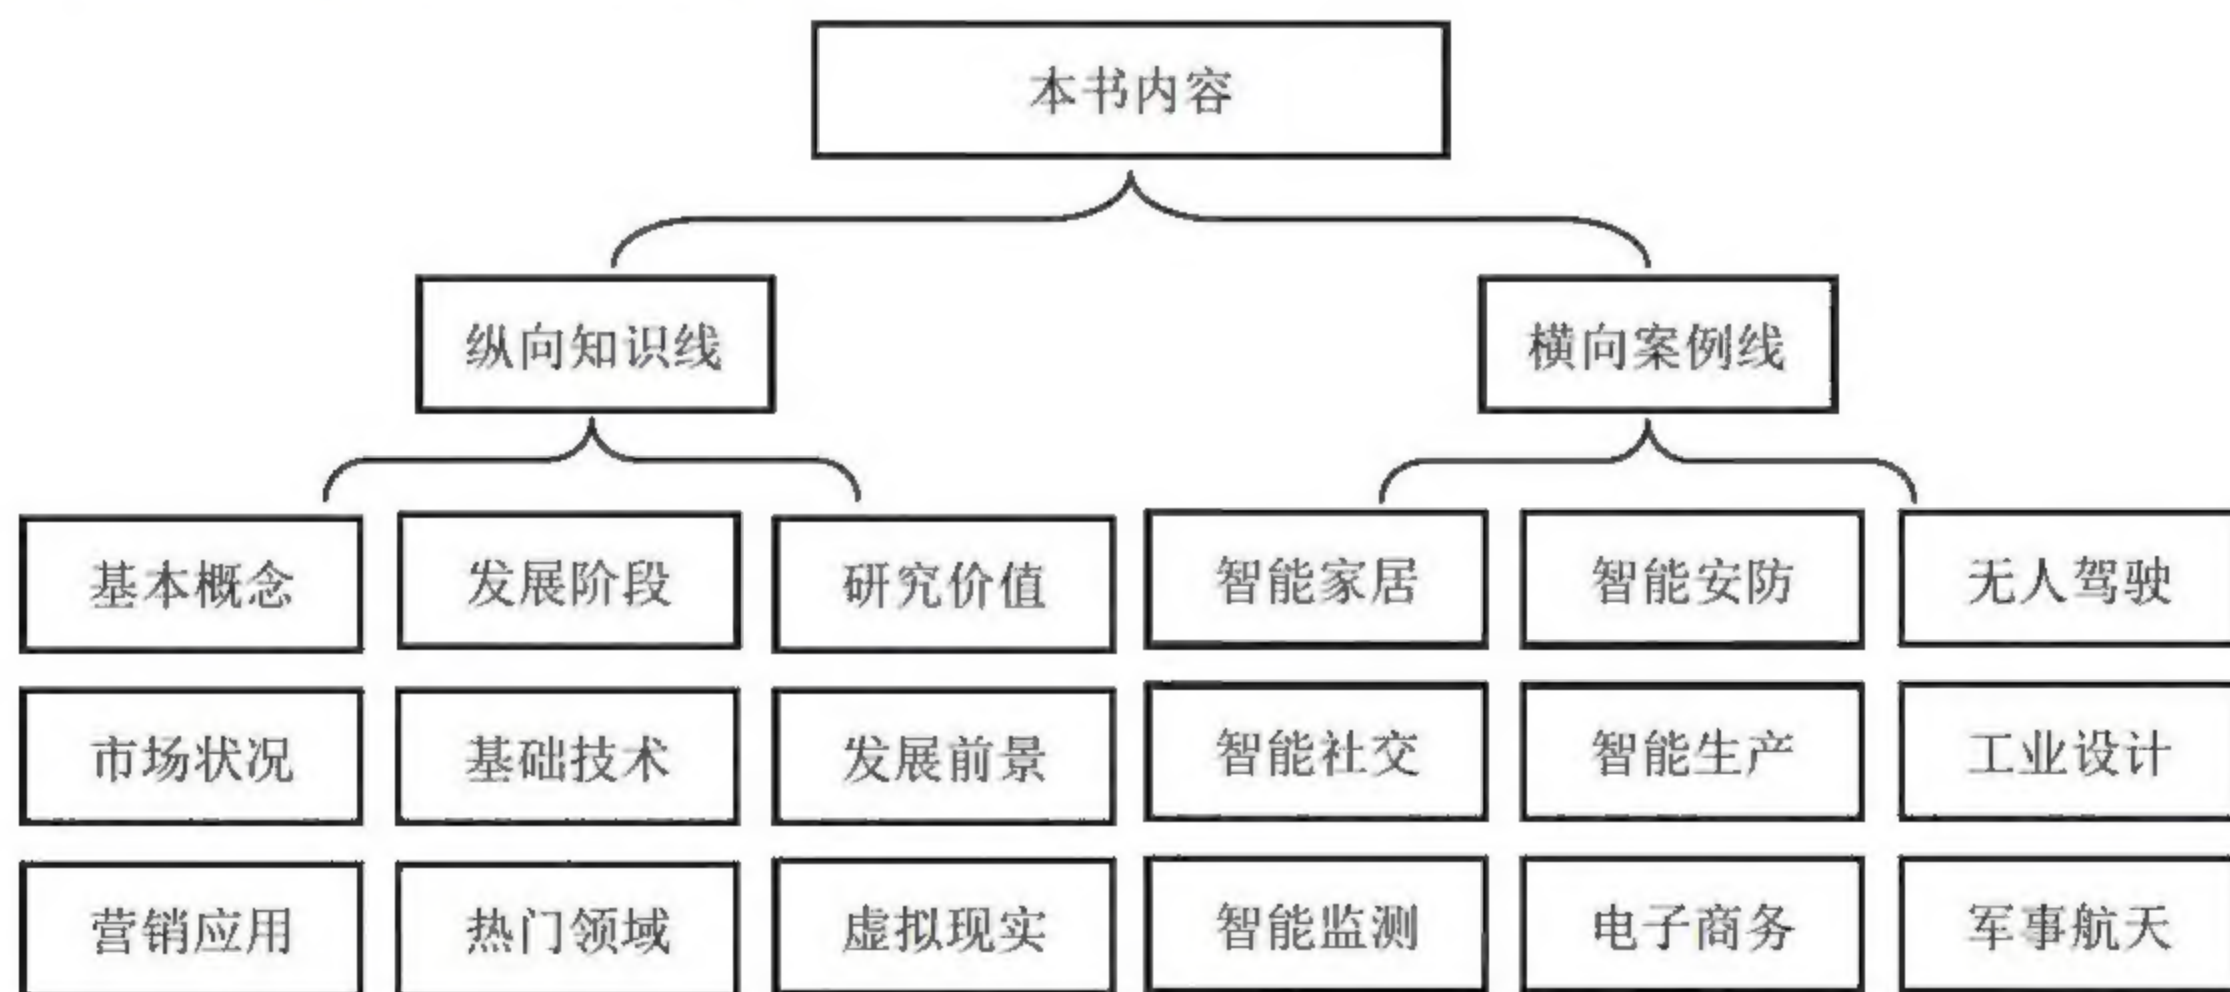 本书内容
纵向知识线 横向案例线
基本概念 发展阶段 研究价值 智能家居 智能安防 无人驾驶
市场状况 基础技术 发展前景 智能社交 智能生产 工业设计
营销应用 热门领域 虚拟现实 智能监测 电子商务 军事航天